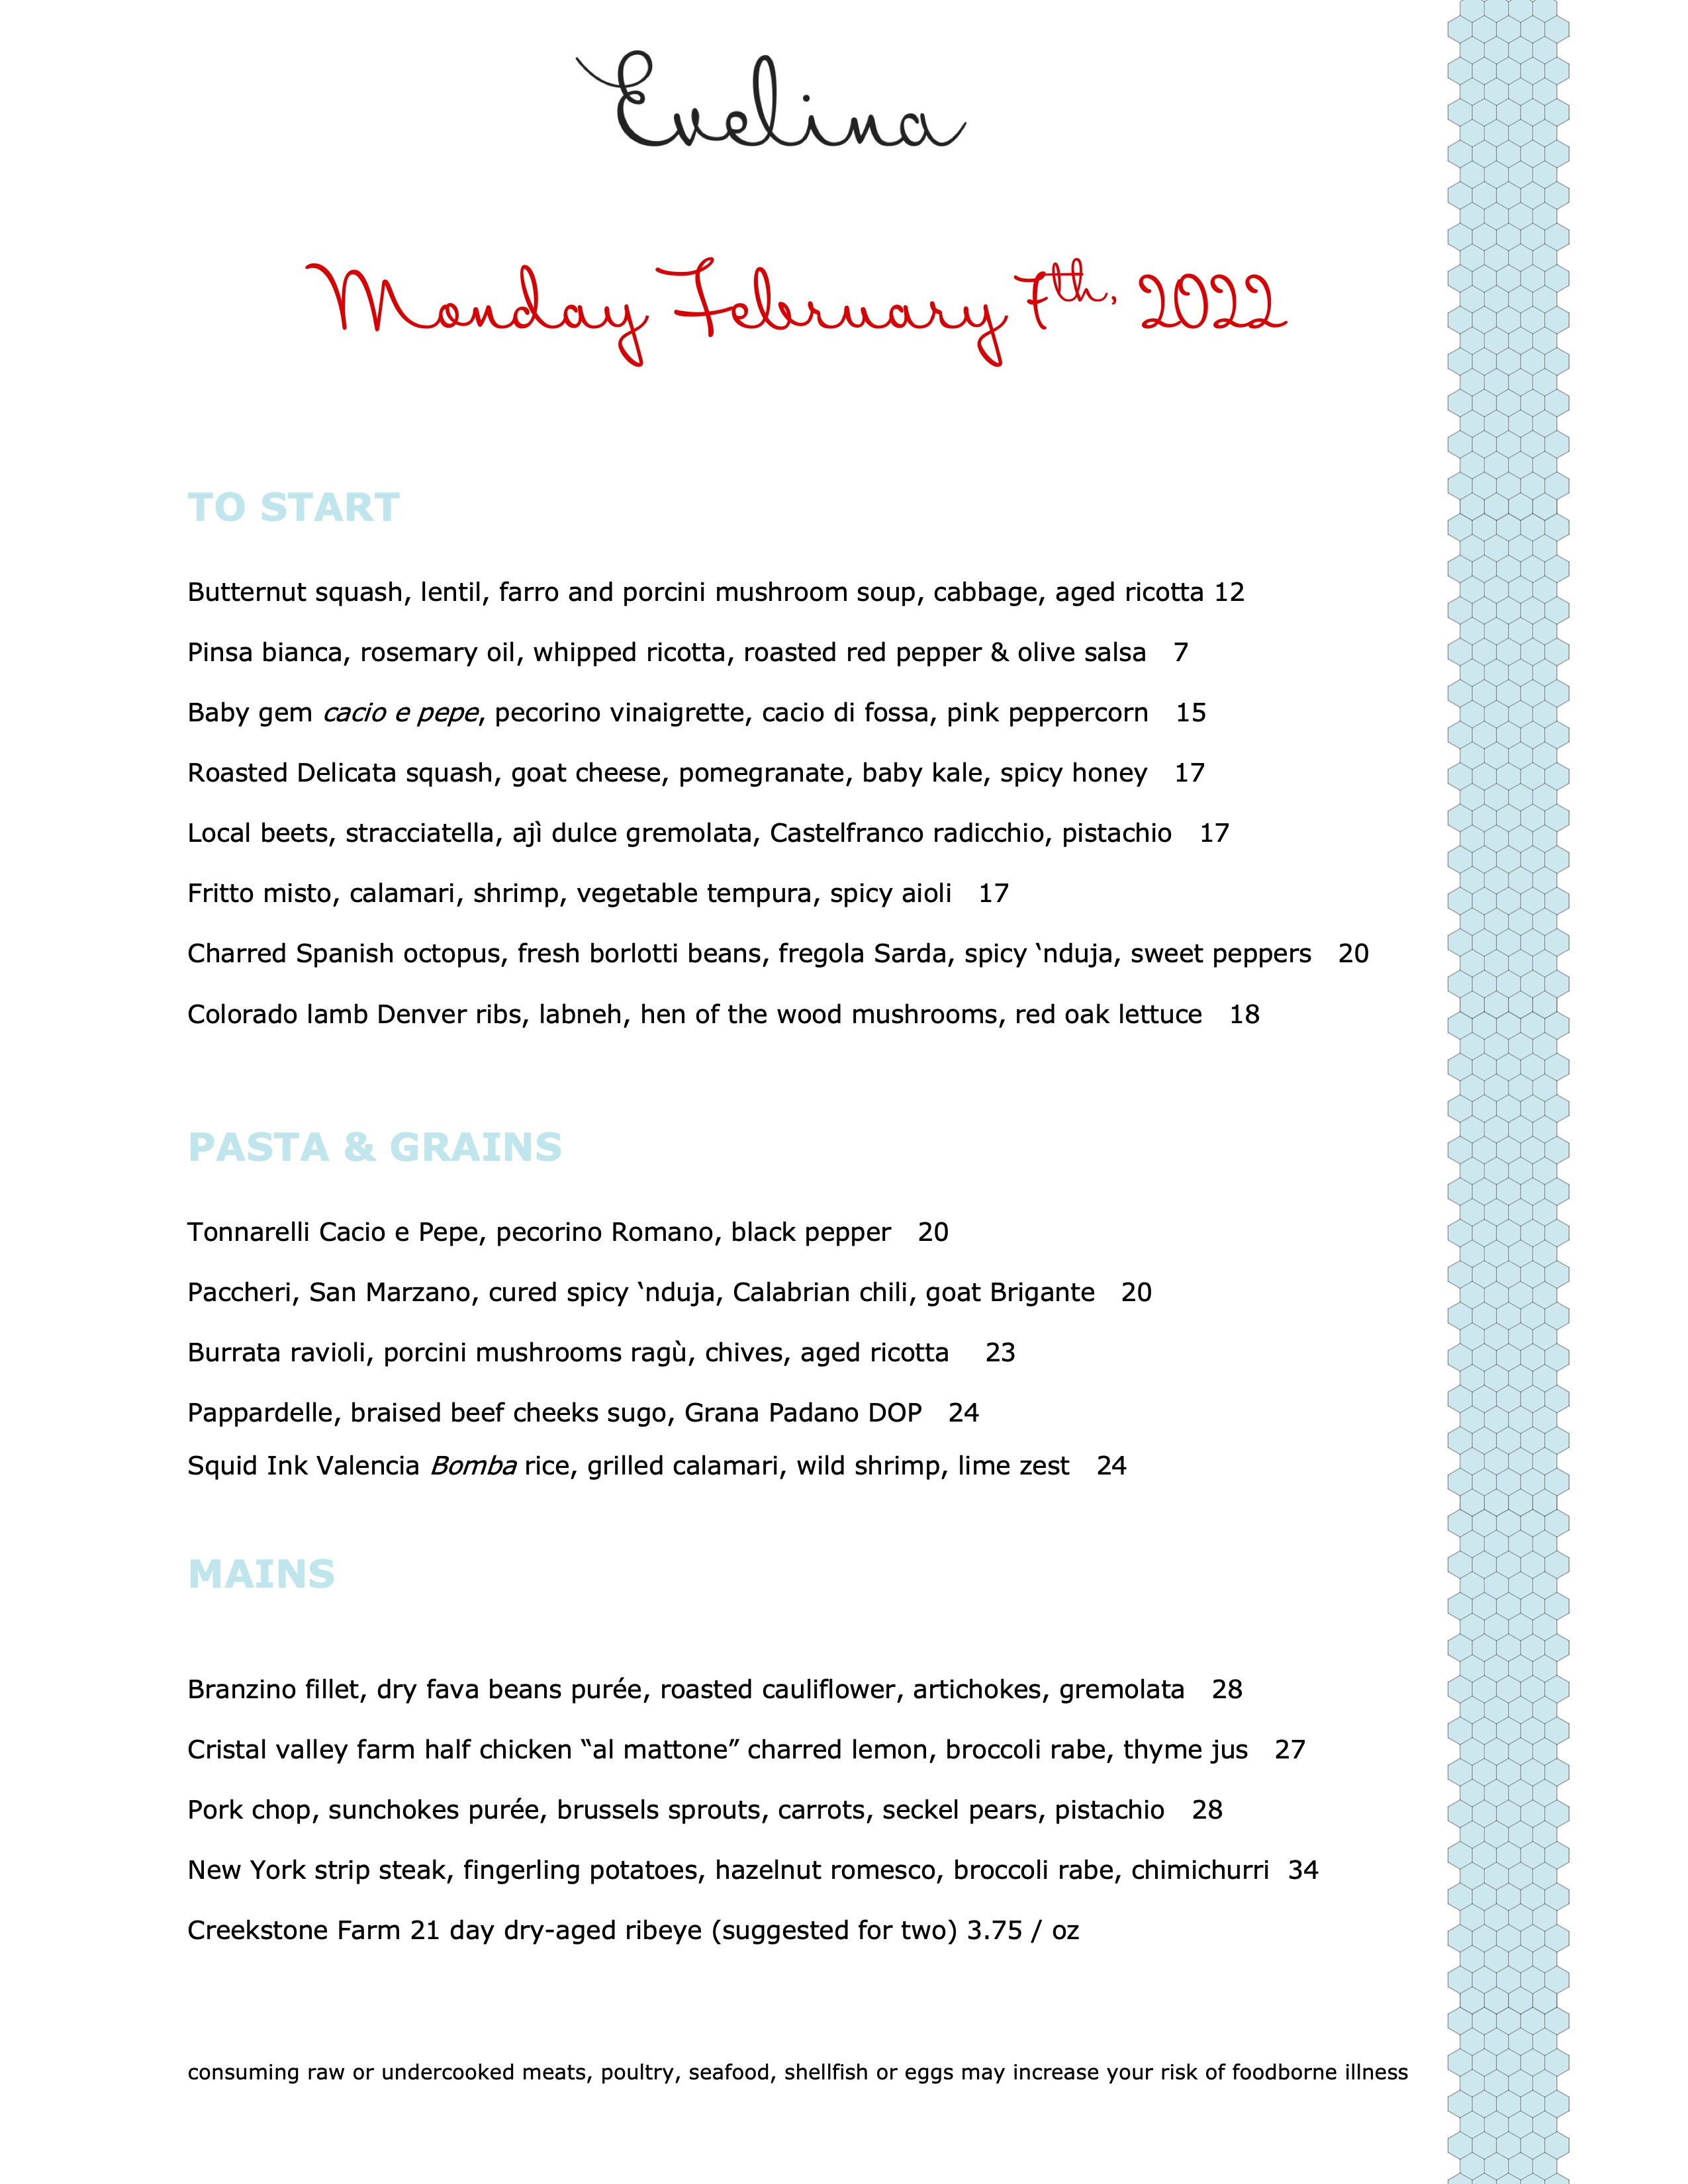 Evelina
Monday February 7th, 2022
TO START
Butternut squash, lentil, farro and porcini mushroom soup, cabbage, aged ricotta 12
Pinsa bianca, rosemary oil, whipped ricotta, roasted red pepper & olive salsa 7
Baby gem cacio e pepe, pecorino vinaigrette, cacio di fossa, pink peppercorn 15
Roasted Delicata squash, goat cheese, pomegranate, baby kale, spicy honey 17
Local beets, stracciatella, ajì dulce gremolata, Castelfranco radicchio, pistachio 17
Fritto misto, calamari, shrimp, vegetable tempura, spicy aioli 17
Charred Spanish octopus, fresh borlotti beans, fregola Sarda, spicy ‘nduja, sweet peppers 20
Colorado lamb Denver ribs, labneh, hen of the wood mushrooms, red oak lettuce 18
PASTA & GRAINS
Tonnarelli Cacio e Pepe, pecorino Romano, black pepper 20
Paccheri, San Marzano, cured spicy ‘nduja, Calabrian chili, goat Brigante 20
Burrata ravioli, porcini mushrooms ragù, chives, aged ricotta 23
Pappardelle, braised beef cheeks sugo, Grana Padano DOP 24
Squid Ink Valencia Bomba rice, grilled calamari, wild shrimp, lime zest 24
MAINS
Branzino fillet, dry fava beans purée, roasted cauliflower, artichokes, gremolata 28
Cristal valley farm half chicken “al mattone” charred lemon, broccoli rabe, thyme jus 27
Pork chop, sunchokes purée, brussels sprouts, carrots, seckel pears, pistachio 28
New York strip steak, fingerling potatoes, hazelnut romesco, broccoli rabe, chimichurri 34
Creekstone Farm 21 day dry-aged ribeye (suggested for two) 3.75 / oz
consuming raw or undercooked meats, poultry, seafood, shellfish or eggs may increase your risk of foodborne illness